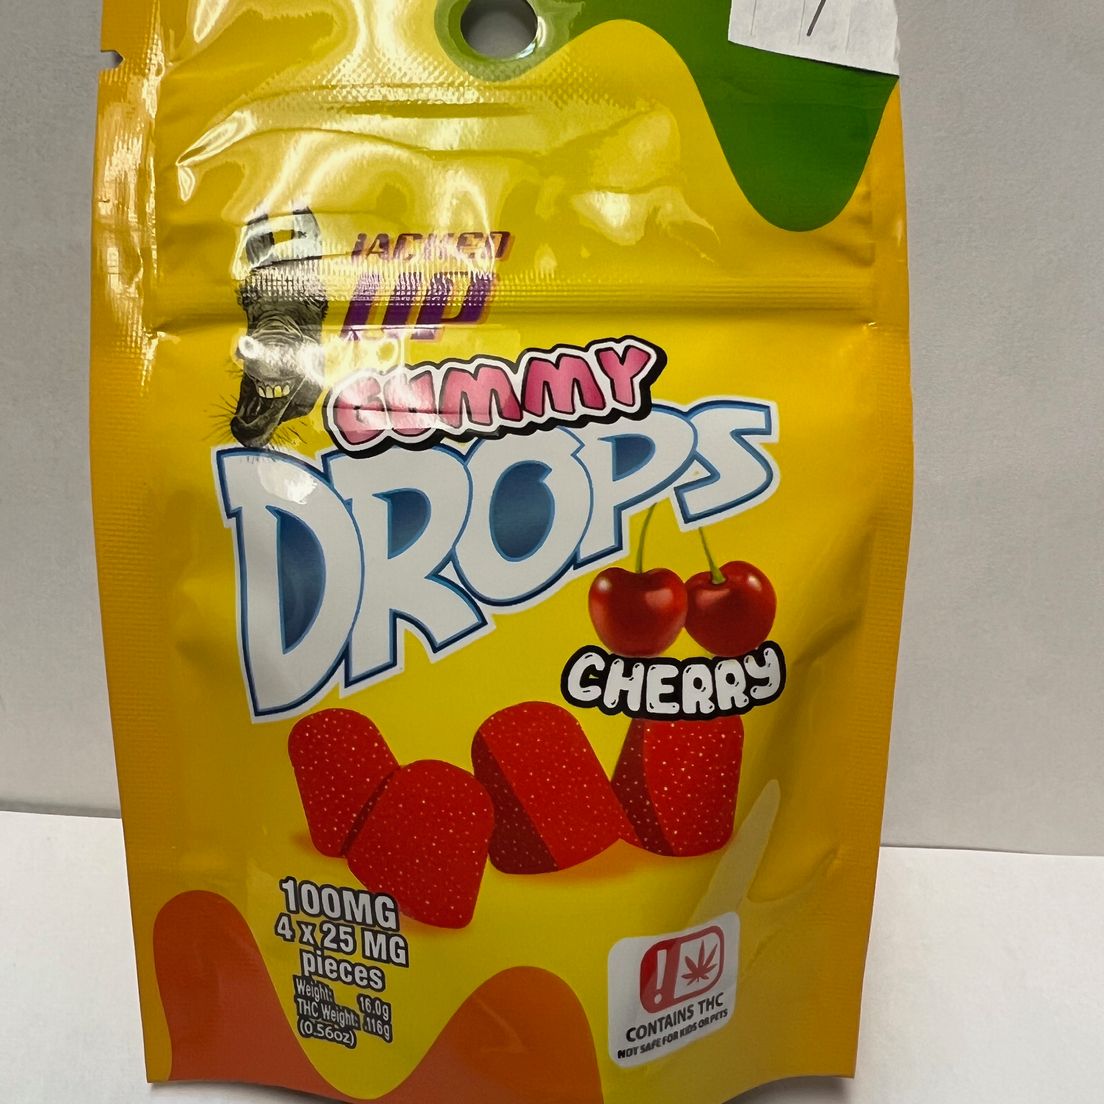 JACKED
UP
GUMMY
DROPS
CHERRY
100MG
4 x 25 MG
pieces
Weight: 16.0g
THC Weight: .116g
(0.56oz)
!
CONTAINS THC
NOT SAFE FOR KIDS OR PETS